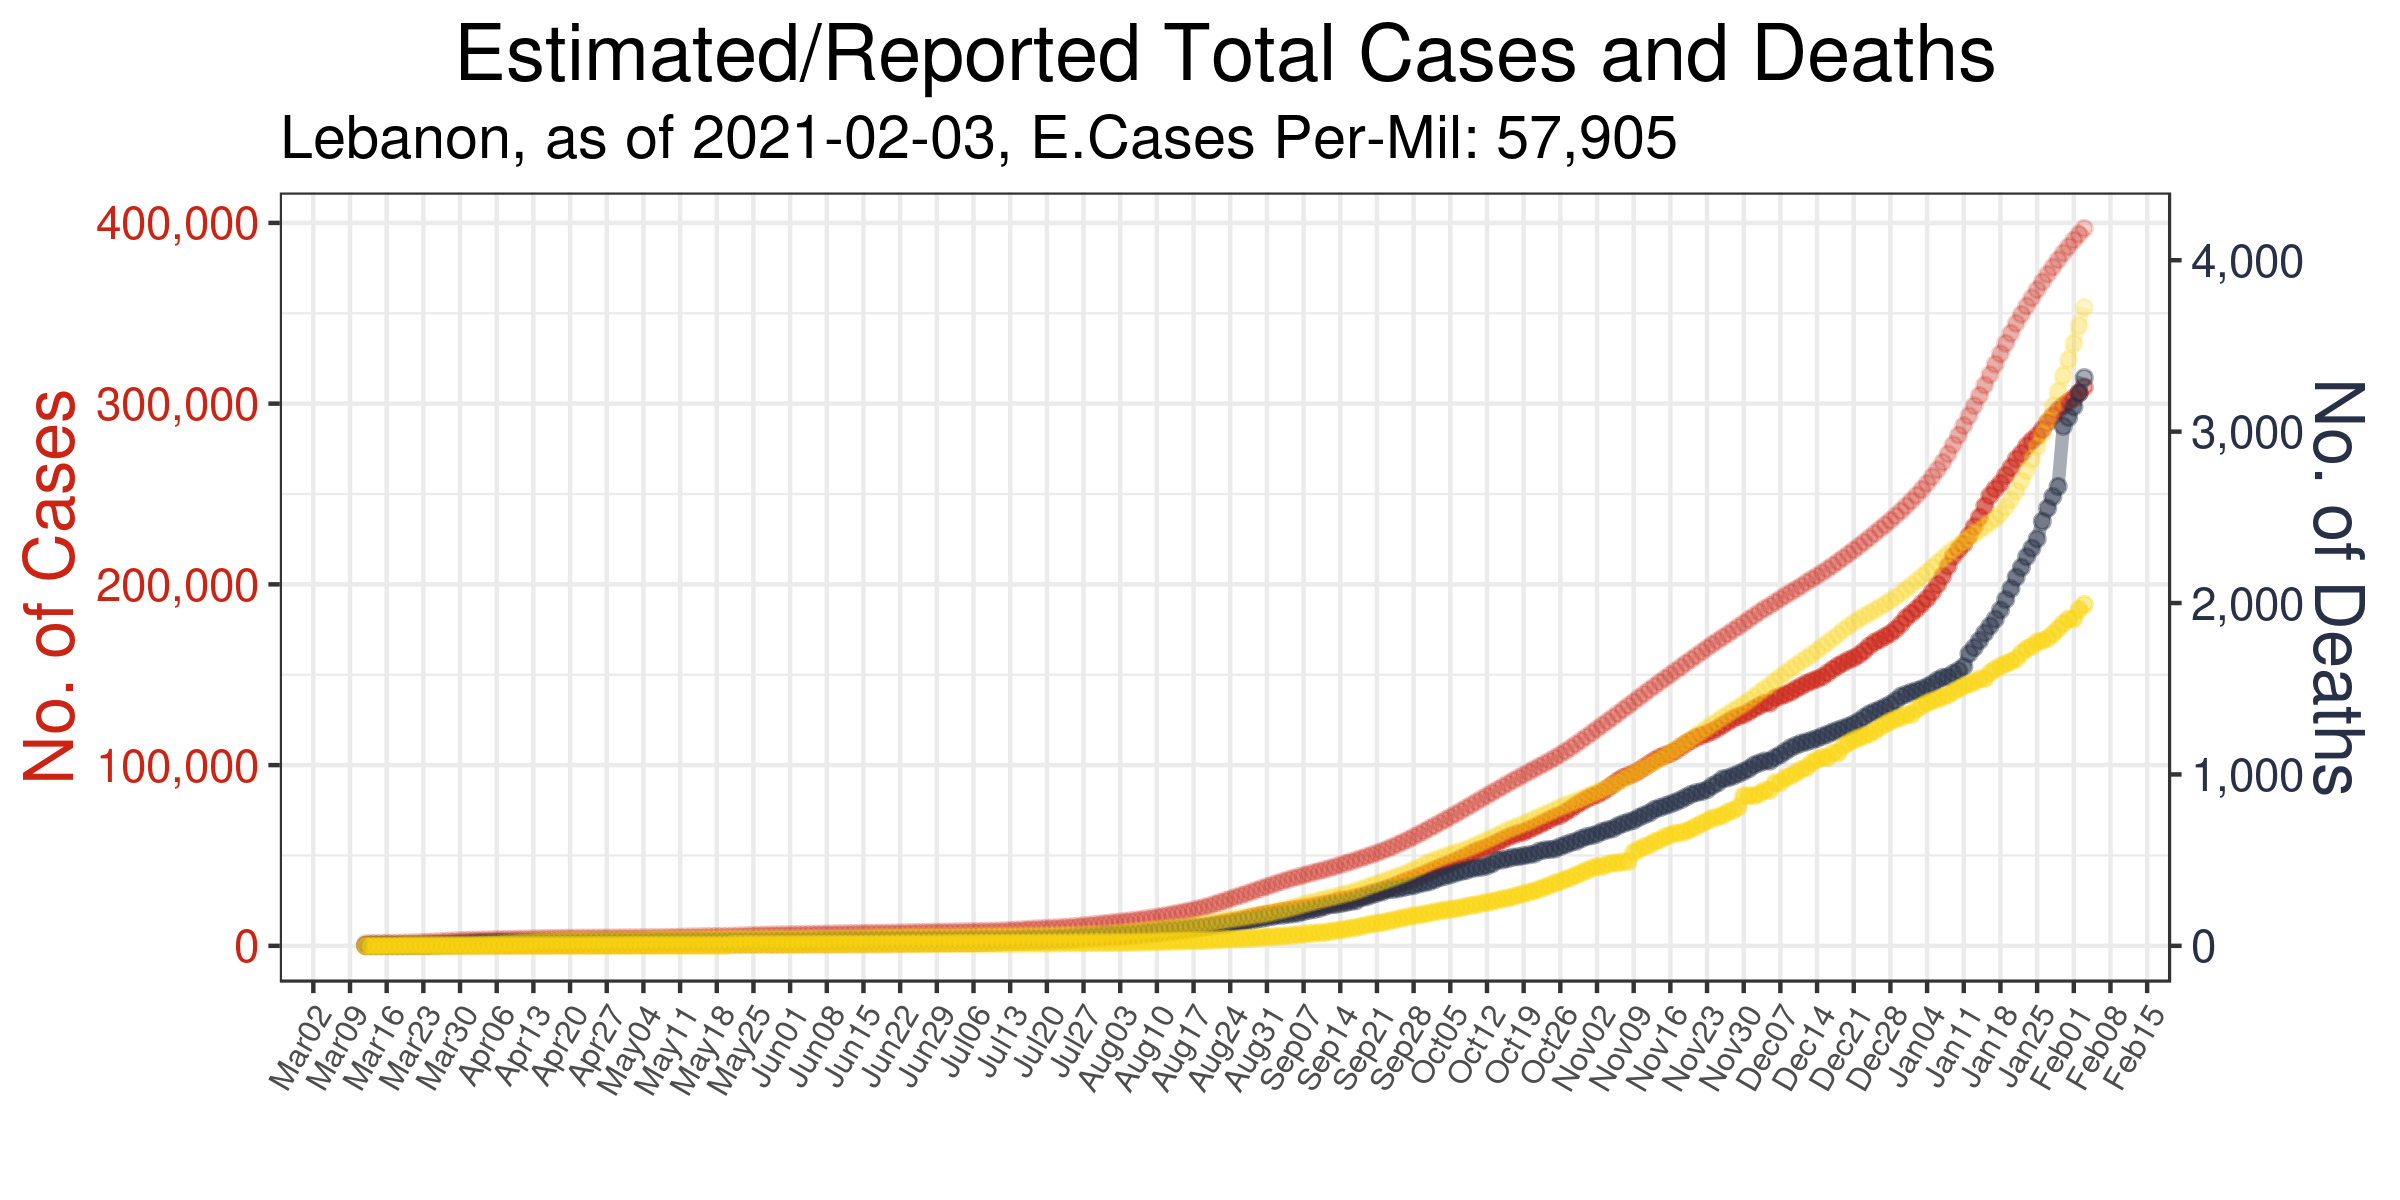 Estimated/Reported Total Cases and Deaths
Lebanon, as of 2021-02-03, E.Cases Per-Mil: 57,905
No. of Cases
400,000
300,000
200,000
100,000
0
4,000
3,000
2,000
1,000
0
No. of Deaths
Mar02
Mar09
Mar16
Mar23
Mar30
Apr06
Apr13
Apr20
Apr27
May04
May11
May18
May25
Jun01
Jun08
Jun15
Jun22
Jun29
Jul06
Jul13
Jul20
Jul27
Aug03
Aug10
Aug17
Aug24
Aug31
Sep07
Sep14
Sep21
Sep28
Oct05
Oct12
Oct19
Oct26
Nov02
Nov09
Nov16
Nov23
Nov30
Dec07
Dec14
Dec21
Dec28
Jan04
Jan11
Jan18
Jan25
Feb01
Feb08
Feb15